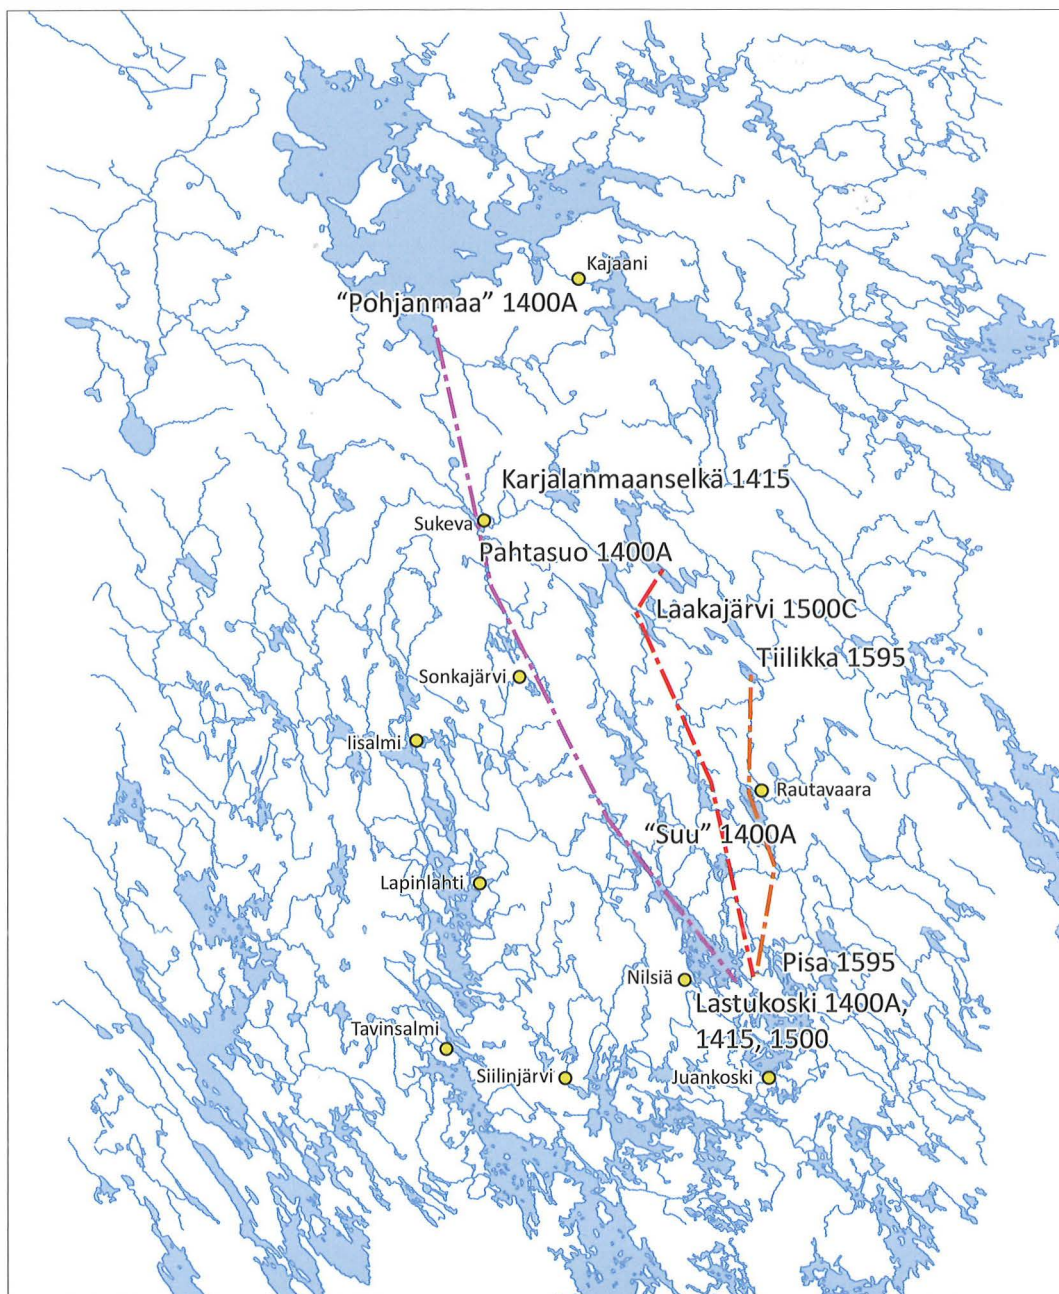 Kajaani
“Pohjanmaa” 1400A
Karjalanmaanselkä 1415
Sukeva
Pahtasuo 1400A
Laakajärvi 1500C
Tiilikka 1595
Sonkajärvi
Iisalmi
Rautavaara
“Suu” 1400A
Lapinlahti
Pisa 1595
Nilsiä
Lastukoski 1400A,
1415, 1500
Tavinsalmi
Siilinjärvi
Juankoski